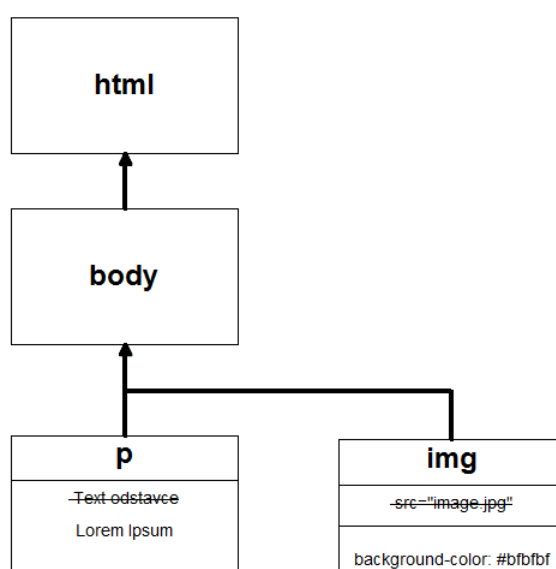 html
body
p
Text odstavce
Lorem Ipsum
img
src="image.jpg"
background-color: #bfbfbf